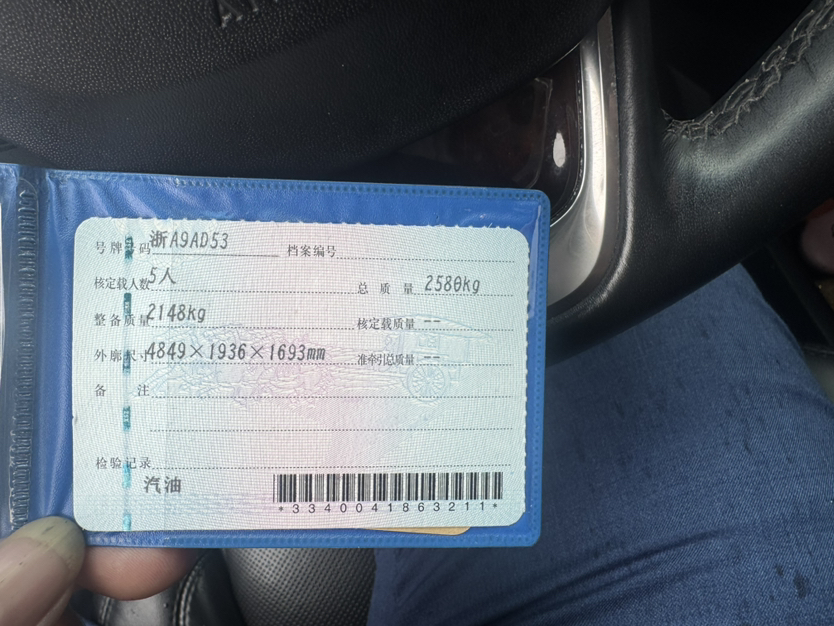 号牌号码 浙A9AD53 档案编号
核定载人数 5人 总质量 2580kg
整备质量 2148kg 核定载质量 --
外廓尺寸 4849×1936×1693mm 准牵引总质量 --
备注
检验记录
汽油
*3340041863211*